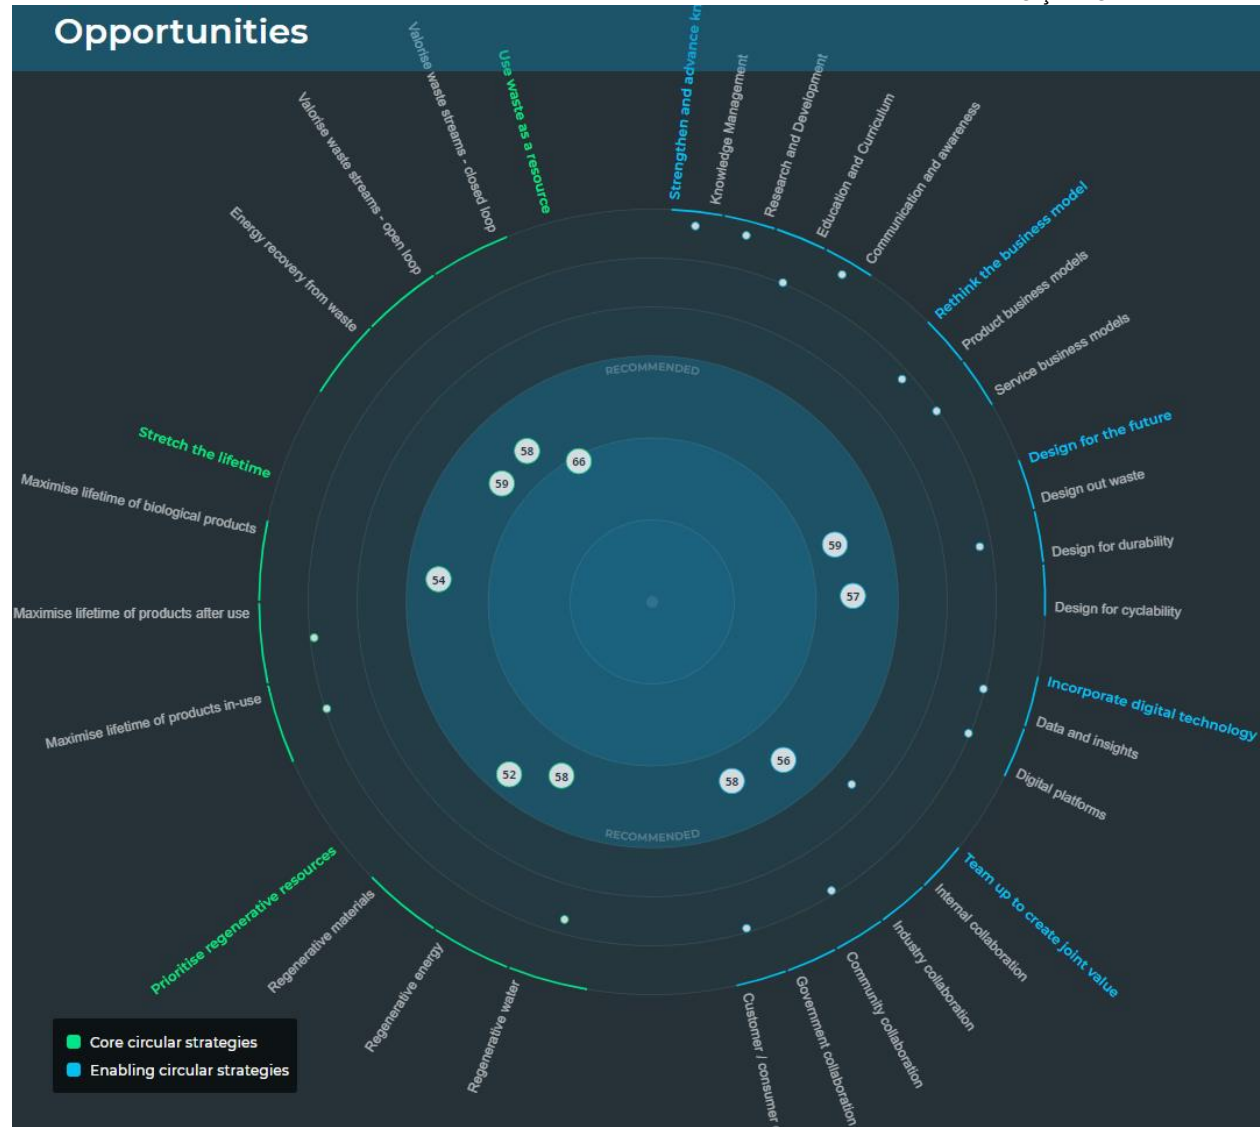 Opportunities
Use waste as a resource
Valorise waste streams - closed loop
Valorise waste streams - open loop
Energy recovery from waste
Stretch the lifetime
Maximise lifetime of biological products
Maximise lifetime of products after use
Maximise lifetime of products in-use
Prioritise regenerative resources
Regenerative materials
Regenerative energy
Regenerative water
Strengthen and advance
Knowledge Management
Research and Development
Education and Curriculum
Communication and awareness
Rethink the business model
Product business models
Service business models
Design for the future
Design out waste
Design for durability
Design for cyclability
Incorporate digital technology
Data and insights
Digital platforms
Team up to create joint value
Internal collaboration
Industry collaboration
Community collaboration
Government collaboration
Customer / consumer
RECOMMENDED
58
66
59
54
59
57
56
58
58
52
RECOMMENDED
Core circular strategies
Enabling circular strategies